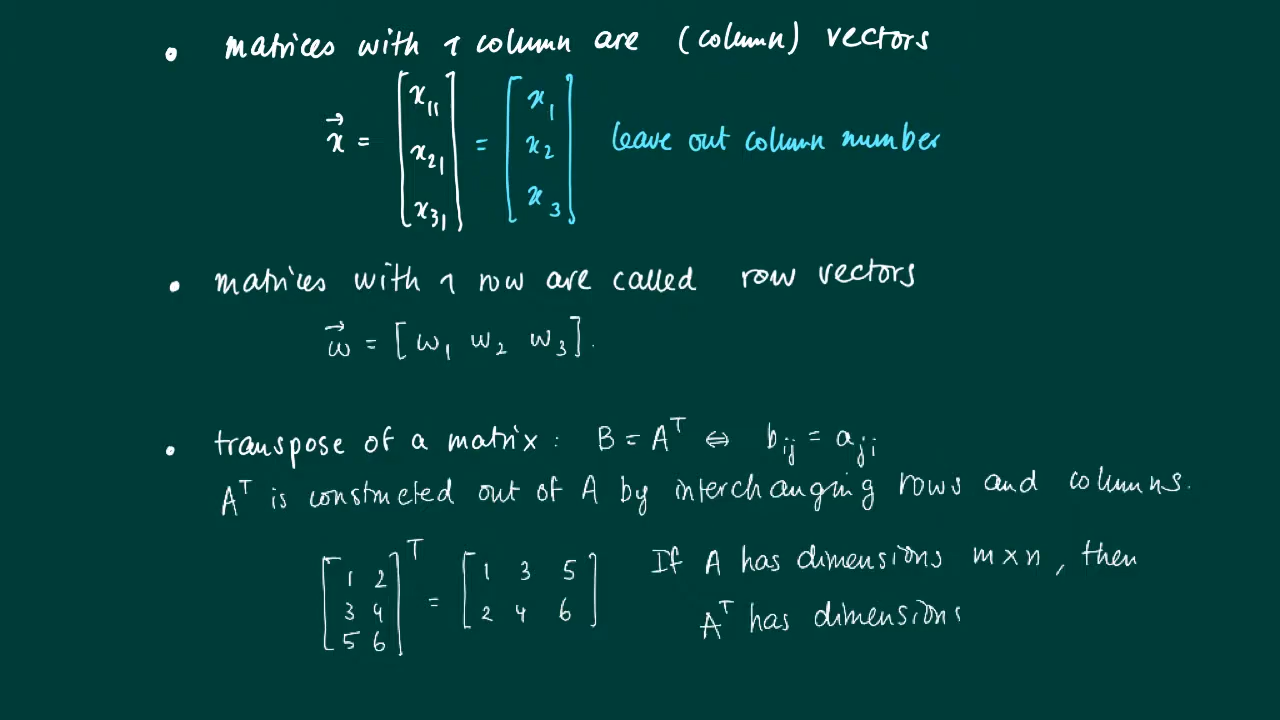 • matrices with 1 column are (column) vectors
x⃗ = [x₁₁ x₂₁ x₃₁] = [x₁ x₂ x₃] leave out column number
• matrices with 1 row are called row vectors
w⃗ = [w₁ w₂ w₃].
• transpose of a matrix: B = Aᵀ ⇔ bᵢⱼ = aⱼᵢ
Aᵀ is constructed out of A by interchanging rows and columns.
[1 2; 3 4; 5 6]ᵀ = [1 3 5; 2 4 6] If A has dimensions m×n, then
Aᵀ has dimensions